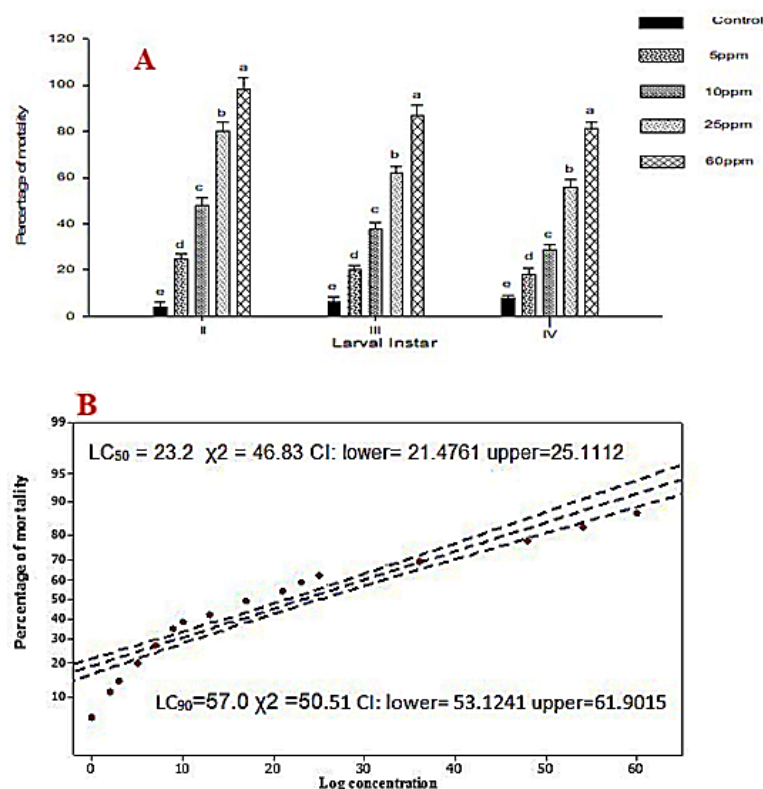 Control
5ppm
10ppm
25ppm
60ppm
A
120
100
80
60
40
20
0
Percentage of mortality
e d c b a
e d c b a
e d c b a
II III IV
Larval Instar
B
99
95
90
80
70
60
50
40
30
20
10
Percentage of mortality
LC50 = 23.2 χ2 = 46.83 CI: lower= 21.4761 upper=25.1112
LC90=57.0 χ2 =50.51 CI: lower= 53.1241 upper=61.9015
0 10 20 30 40 50 60
Log concentration